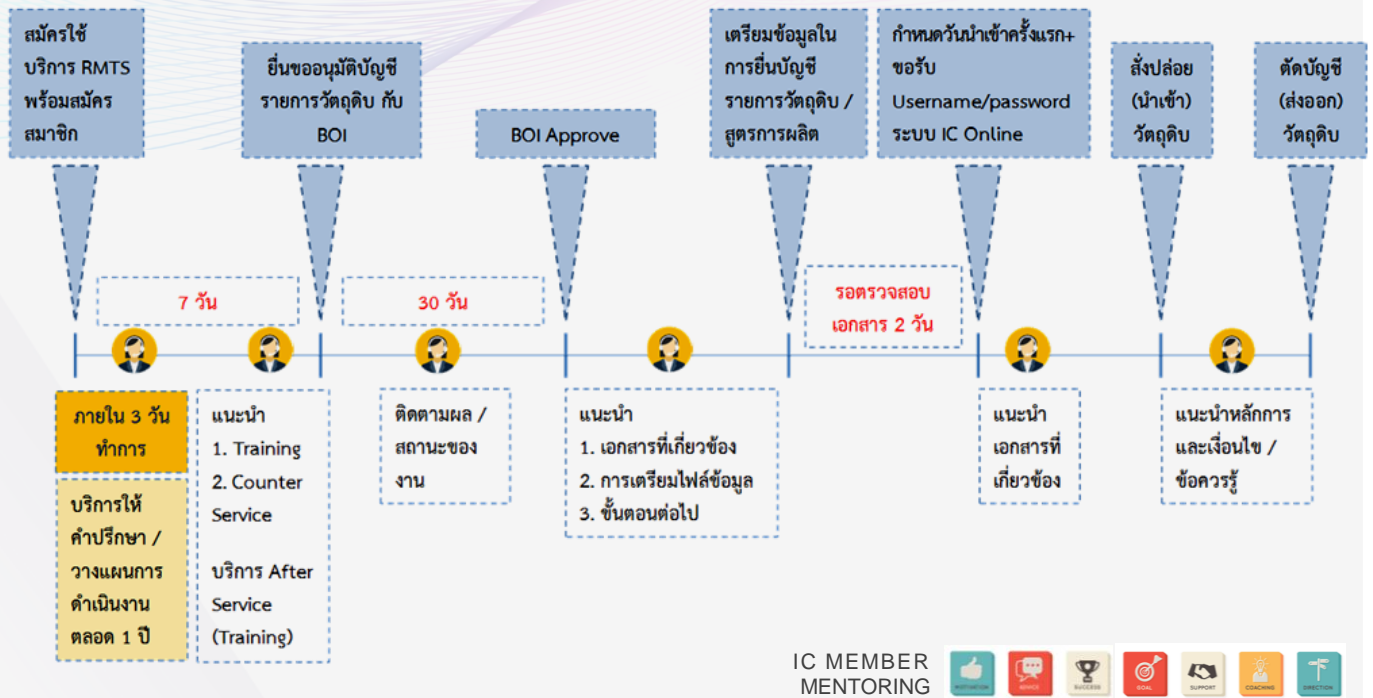 สมัครใช้
บริการ RMTS
พร้อมสมัคร
สมาชิก
ยื่นขออนุมัติบัญชี
รายการวัตถุดิบ กับ
BOI
BOI Approve
เตรียมข้อมูลใน
การยื่นบัญชี
รายการวัตถุดิบ /
สูตรการผลิต
กำหนดวันนำเข้าครั้งแรก+
ขอรับ
Username/password
ระบบ IC Online
สั่งปล่อย
(นำเข้า)
วัตถุดิบ
ตัดบัญชี
(ส่งออก)
วัตถุดิบ
7 วัน
30 วัน
รอตรวจสอบ
เอกสาร 2 วัน
ภายใน 3 วัน
ทำการ
บริการให้
คำปรึกษา /
วางแผนการ
ดำเนินงาน
ตลอด 1 ปี
แนะนำ
1. Training
2. Counter
Service
บริการ After
Service
(Training)
ติดตามผล /
สถานะของ
งาน
แนะนำ
1. เอกสารที่เกี่ยวข้อง
2. การเตรียมไฟล์ข้อมูล
3. ขั้นตอนต่อไป
แนะนำ
เอกสารที่
เกี่ยวข้อง
แนะนำหลักการ
และเงื่อนไข /
ข้อควรรู้
IC MEMBER
MENTORING
MOTIVATION
ADVICE
SUCCESS
GOAL
SUPPORT
COACHING
DIRECTION